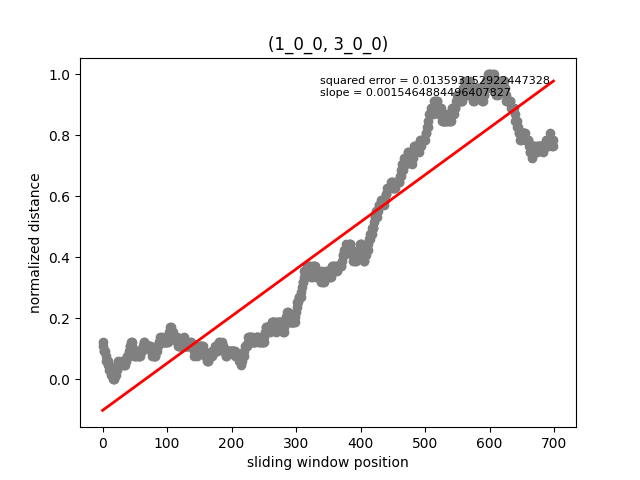 (1_0_0, 3_0_0)
squared error = 0.013593152922447328
slope = 0.0015464884496407827
1.0
0.8
0.6
0.4
0.2
0.0
normalized distance
0 100 200 300 400 500 600 700
sliding window position